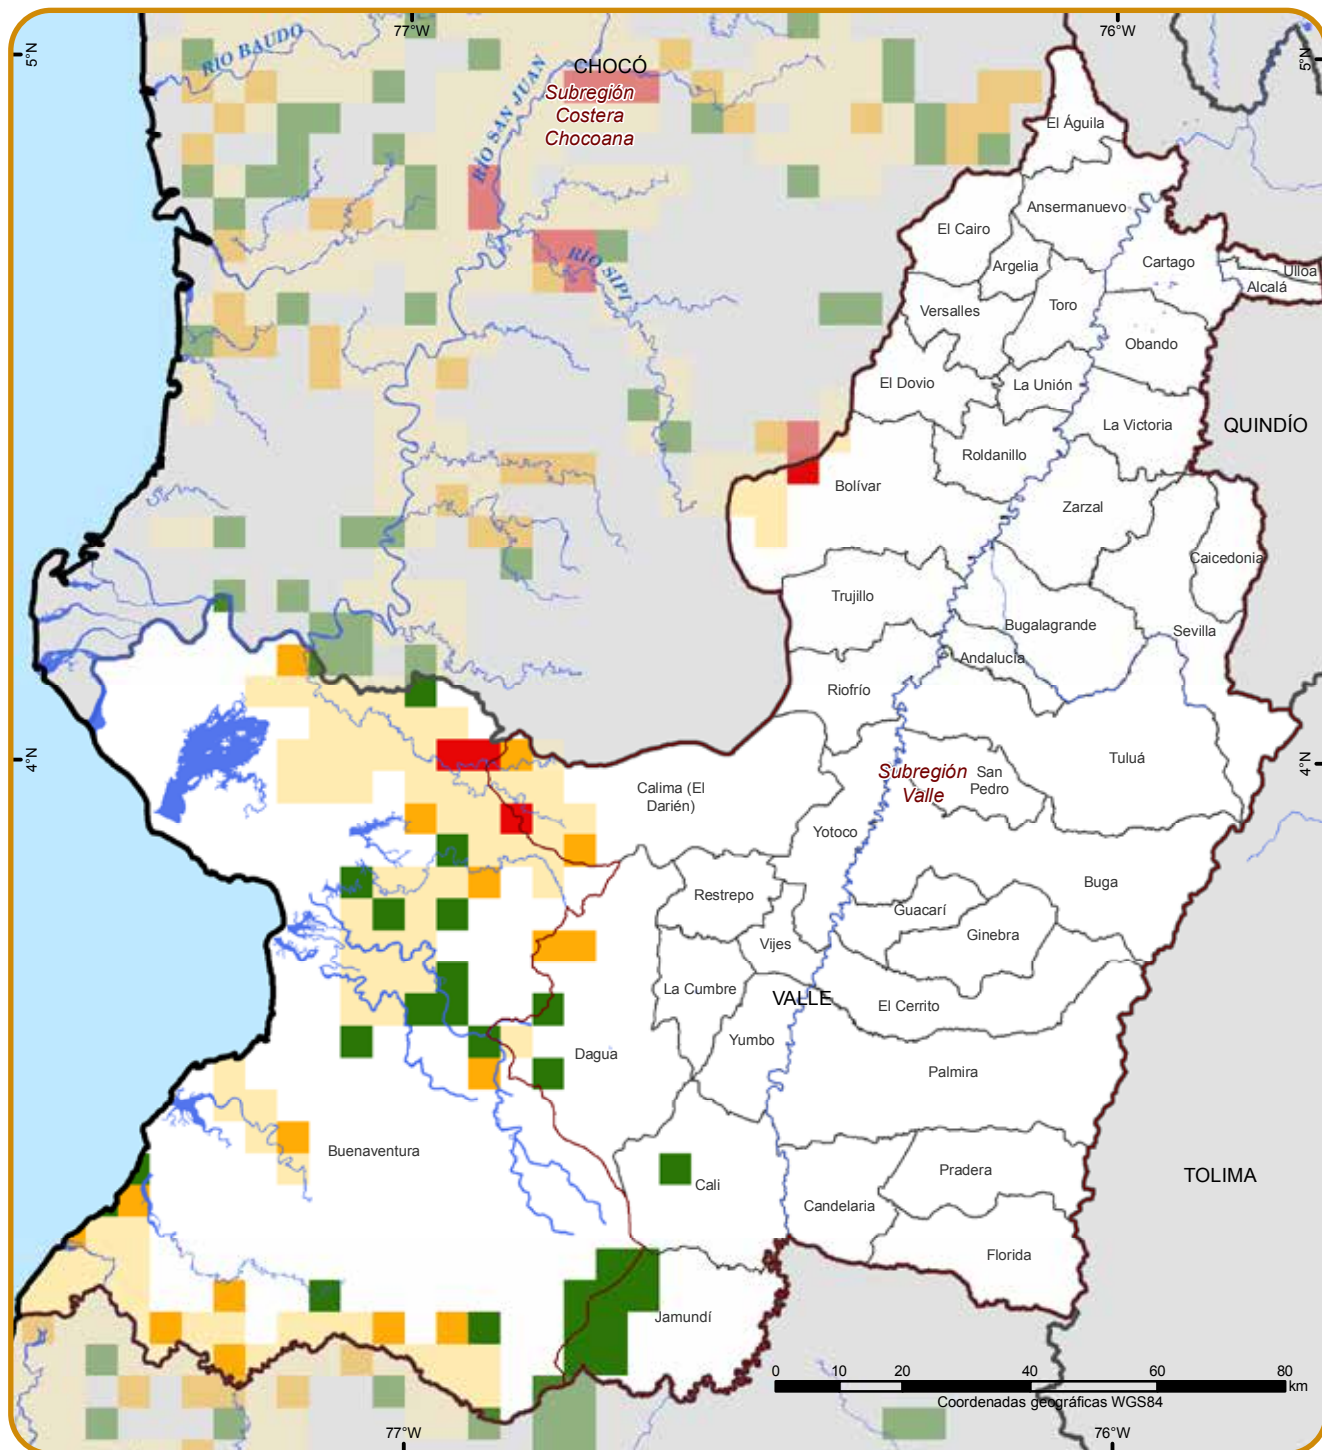 77°W
76°W
5°N
5°N
RIO BAUDO
CHOCÓ
Subregión
Costera
Chocoana
RIO SAN JUAN
El Águila
Ansermanuevo
El Cairo
Argelia
Cartago
Ulloa
Alcalá
RIO SIPI
Versalles
Toro
Obando
El Dovio
La Unión
La Victoria
QUINDÍO
Roldanillo
Bolívar
Zarzal
Caicedonia
Trujillo
Bugalagrande
Sevilla
Andalucía
Riofrío
4°N
4°N
Tuluá
Subregión
Valle
San
Pedro
Calima (El
Darién)
Yotoco
Buga
Restrepo
Guacarí
Ginebra
Vijes
La Cumbre
VALLE
El Cerrito
Yumbo
Dagua
Palmira
Buenaventura
Pradera
TOLIMA
Cali
Candelaria
Florida
Jamundí
0 10 20 40 60 80
km
Coordenadas geográficas WGS84
77°W
76°W